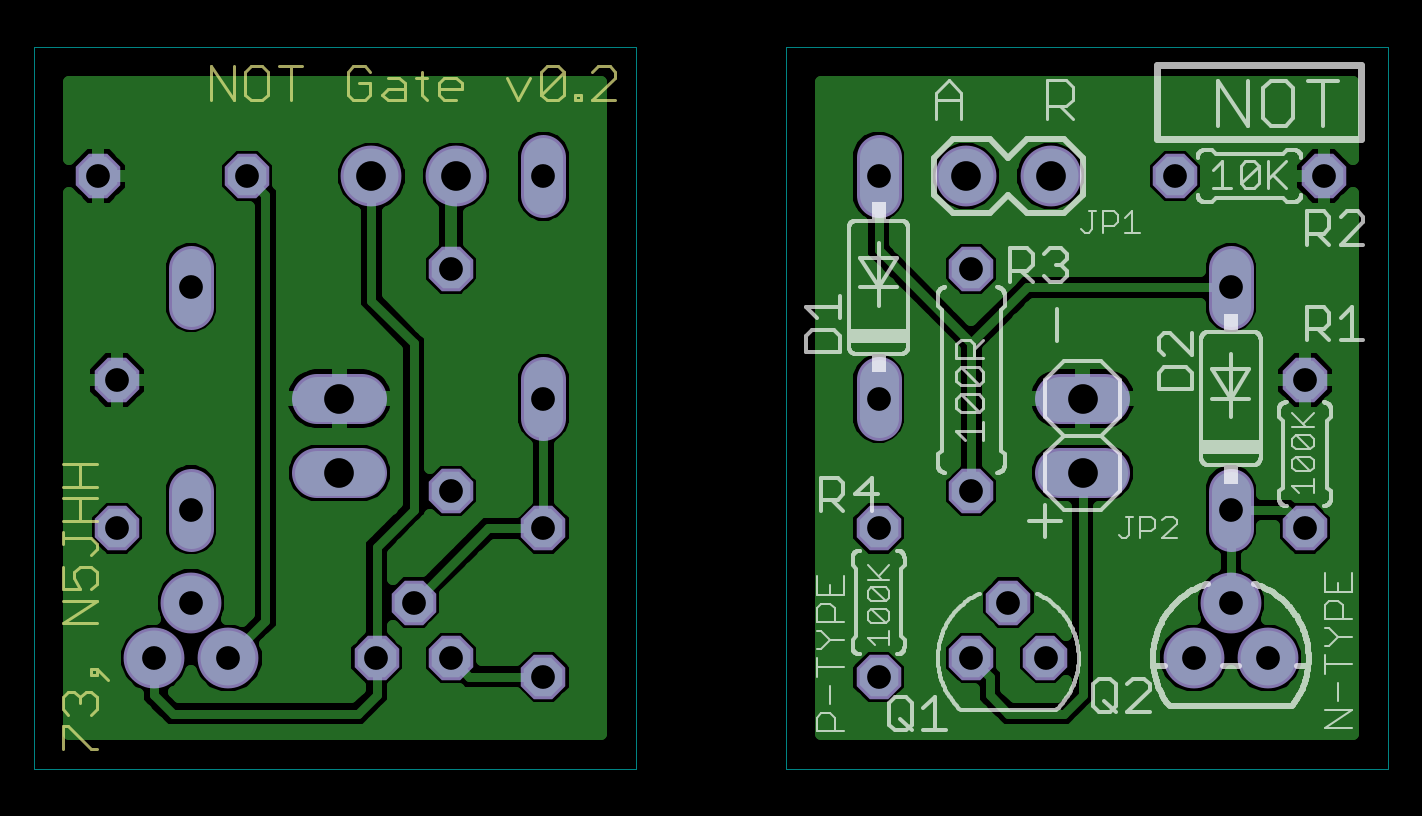 NOT Gate v0.2
73, N5JHH
NOT
A R
10K
R2
JP1
R3
D1
100R
−
R1
D2
100K
R4
+
JP2
100K
P-TYPE
N-TYPE
Q1
Q2